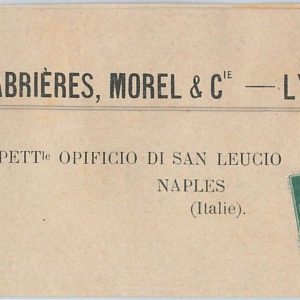 ABRIÈRES, MOREL & Cⁱᴱ — LY
PETTˡᵉ OPIFICIO DI SAN LEUCIO
NAPLES
(Italie).